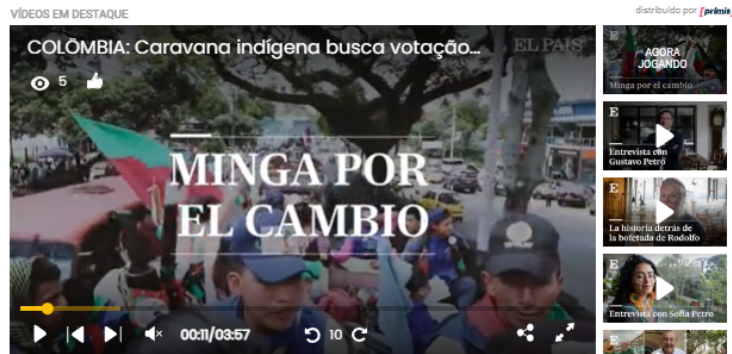 VÍDEOS EM DESTAQUE
distribuído por [primis]
COLÔMBIA: Caravana indígena busca votação...
EL PAÍS
5
MINGA POR
EL CAMBIO
00:11/03:57
10
E
AGORA
JOGANDO
Minga por el cambio
E
Entrevista con
Gustavo Petro
E
La historia detrás de
la bofetada de Rodolfo
E
Entrevista con Sofía Petro
E